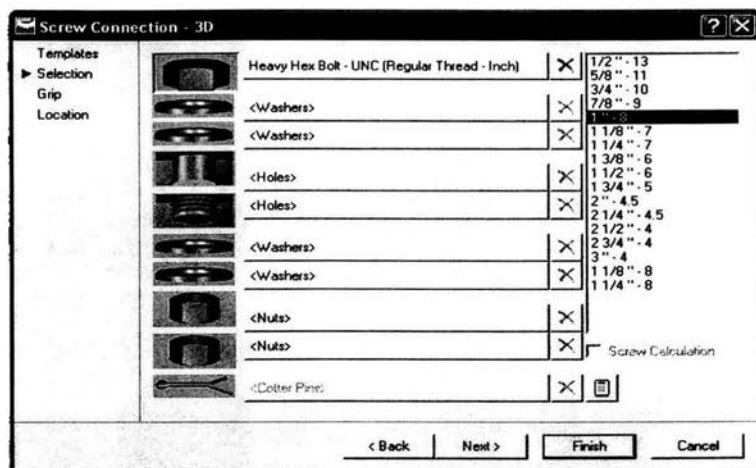 Screw Connection - 3D
Templates
Selection
Grip
Location
Heavy Hex Bolt - UNC (Regular Thread - Inch)
<Washers>
<Washers>
<Holes>
<Holes>
<Washers>
<Washers>
<Nuts>
<Nuts>
<Cotter Pins>
1/2 " - 13
5/8 " - 11
3/4 " - 10
7/8 " - 9
1 " - 8
1 1/8 " - 7
1 1/4 " - 7
1 3/8 " - 6
1 1/2 " - 6
1 3/4 " - 5
2 " - 4.5
2 1/4 " - 4.5
2 1/2 " - 4
2 3/4 " - 4
3 " - 4
1 1/8 " - 8
1 1/4 " - 8
Screw Calculation
< Back
Next >
Finish
Cancel